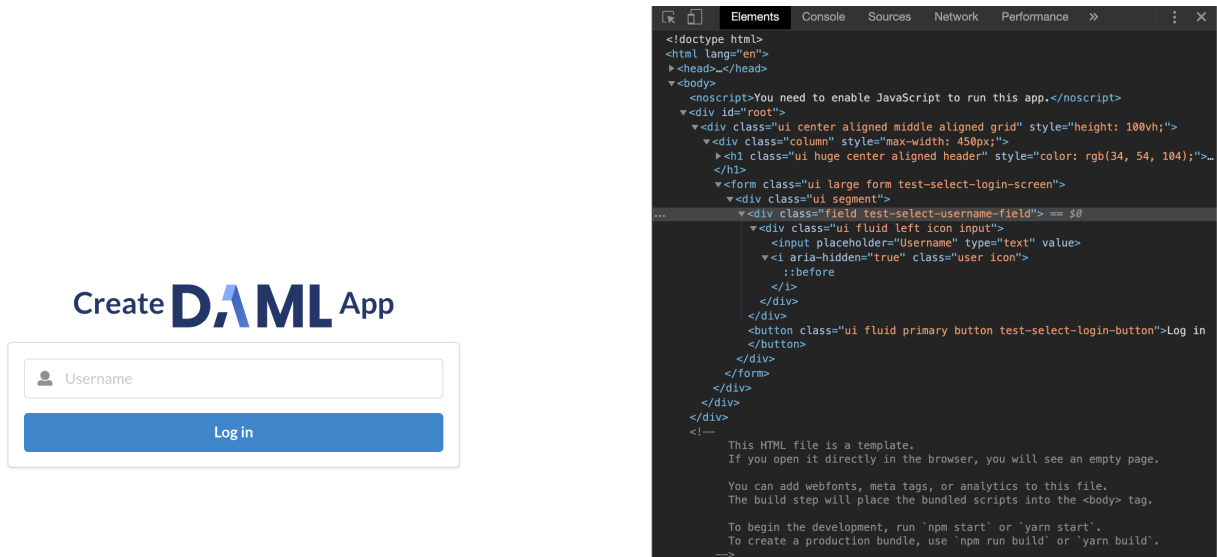 Create DAML App
Username
Log in
Elements Console Sources Network Performance »
<!doctype html>
<html lang="en">
▶<head>…</head>
▼<body>
<noscript>You need to enable JavaScript to run this app.</noscript>
▼<div id="root">
▼<div class="ui center aligned middle aligned grid" style="height: 100vh;">
▼<div class="column" style="max-width: 450px;">
▶<h1 class="ui huge center aligned header" style="color: rgb(34, 54, 104);">…
</h1>
▼<form class="ui large form test-select-login-screen">
▼<div class="ui segment">
… ▼<div class="field test-select-username-field"> == $0
▼<div class="ui fluid left icon input">
<input placeholder="Username" type="text" value>
▼<i aria-hidden="true" class="user icon">
::before
</i>
</div>
</div>
<button class="ui fluid primary button test-select-login-button">Log in
</button>
</div>
</form>
</div>
</div>
</div>
<!--
This HTML file is a template.
If you open it directly in the browser, you will see an empty page.
You can add webfonts, meta tags, or analytics to this file.
The build step will place the bundled scripts into the <body> tag.
To begin the development, run `npm start` or `yarn start`.
To create a production bundle, use `npm run build` or `yarn build`.
-->